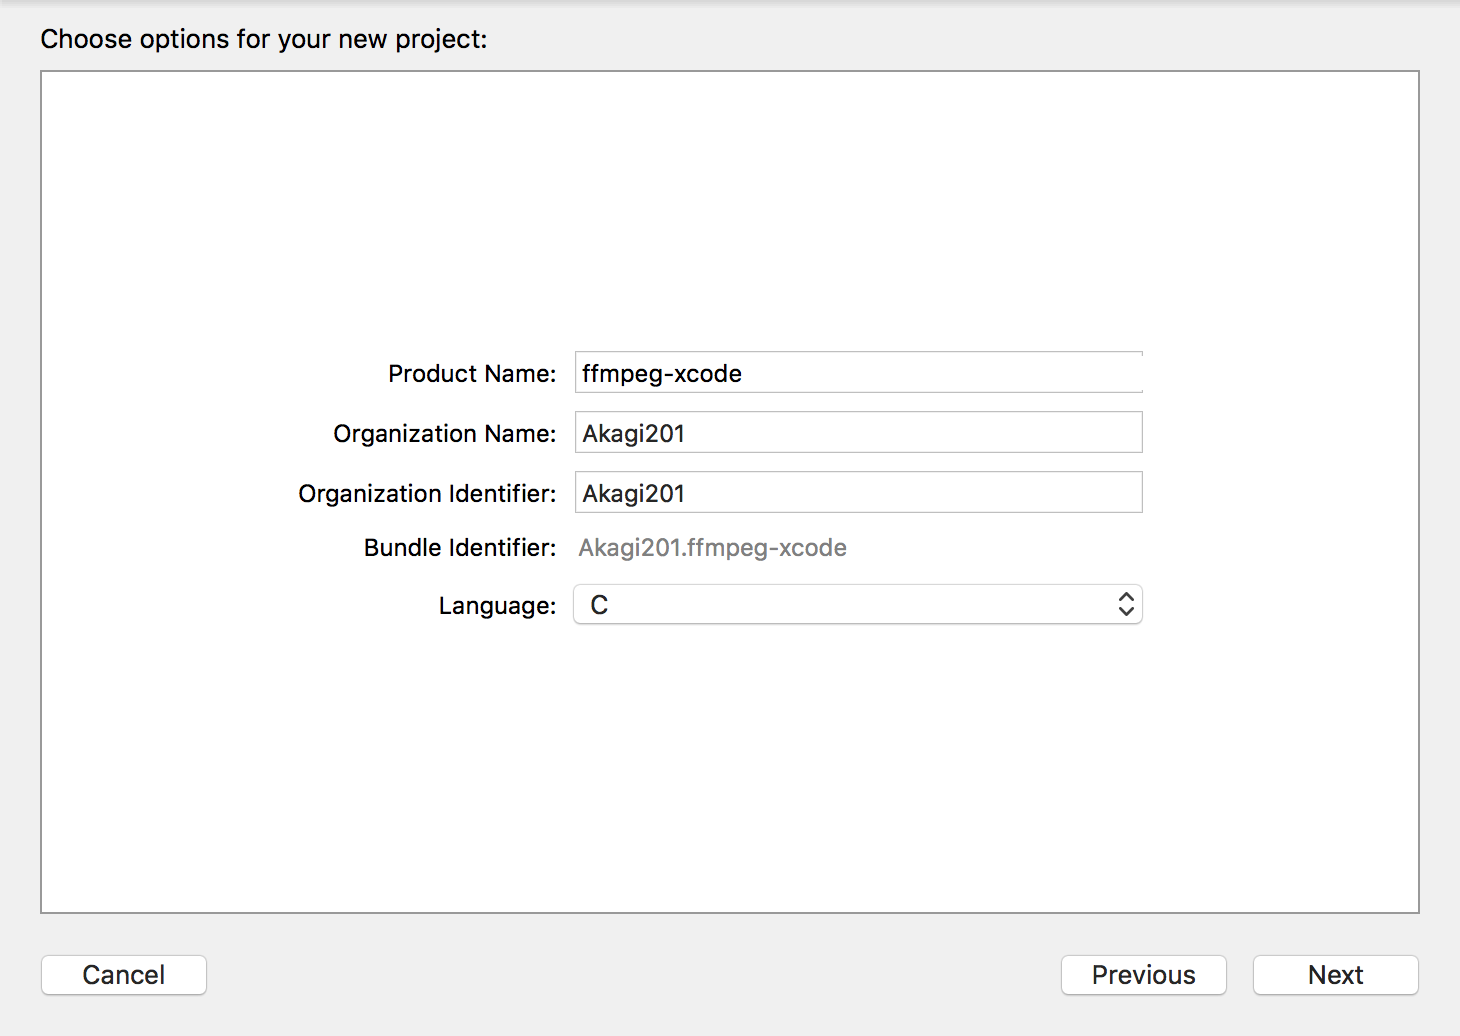 Choose options for your new project:
Product Name: ffmpeg-xcode
Organization Name: Akagi201
Organization Identifier: Akagi201
Bundle Identifier: Akagi201.ffmpeg-xcode
Language: C
Cancel Previous Next